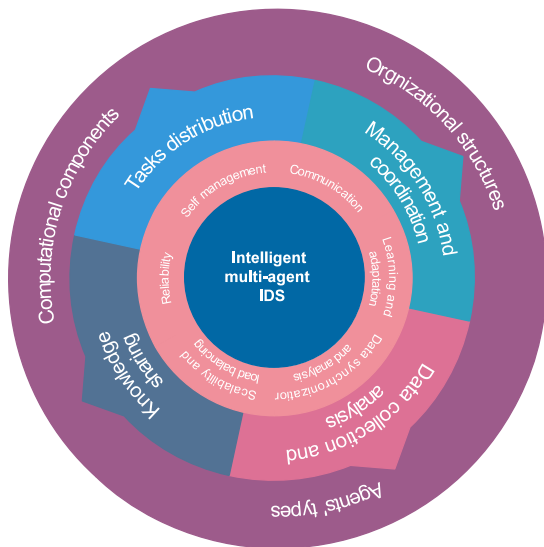 Computational components
Orgnizational structures
Agents' types
Tasks distribution
Management and
coordination
Data collection and
analysis
Knowledge
sharing
Self management
Communication
Learning and
adaptation
Data synchronizatior
and analysis
Scalability and
load balancing
Reliability
Intelligent
multi-agent
IDS